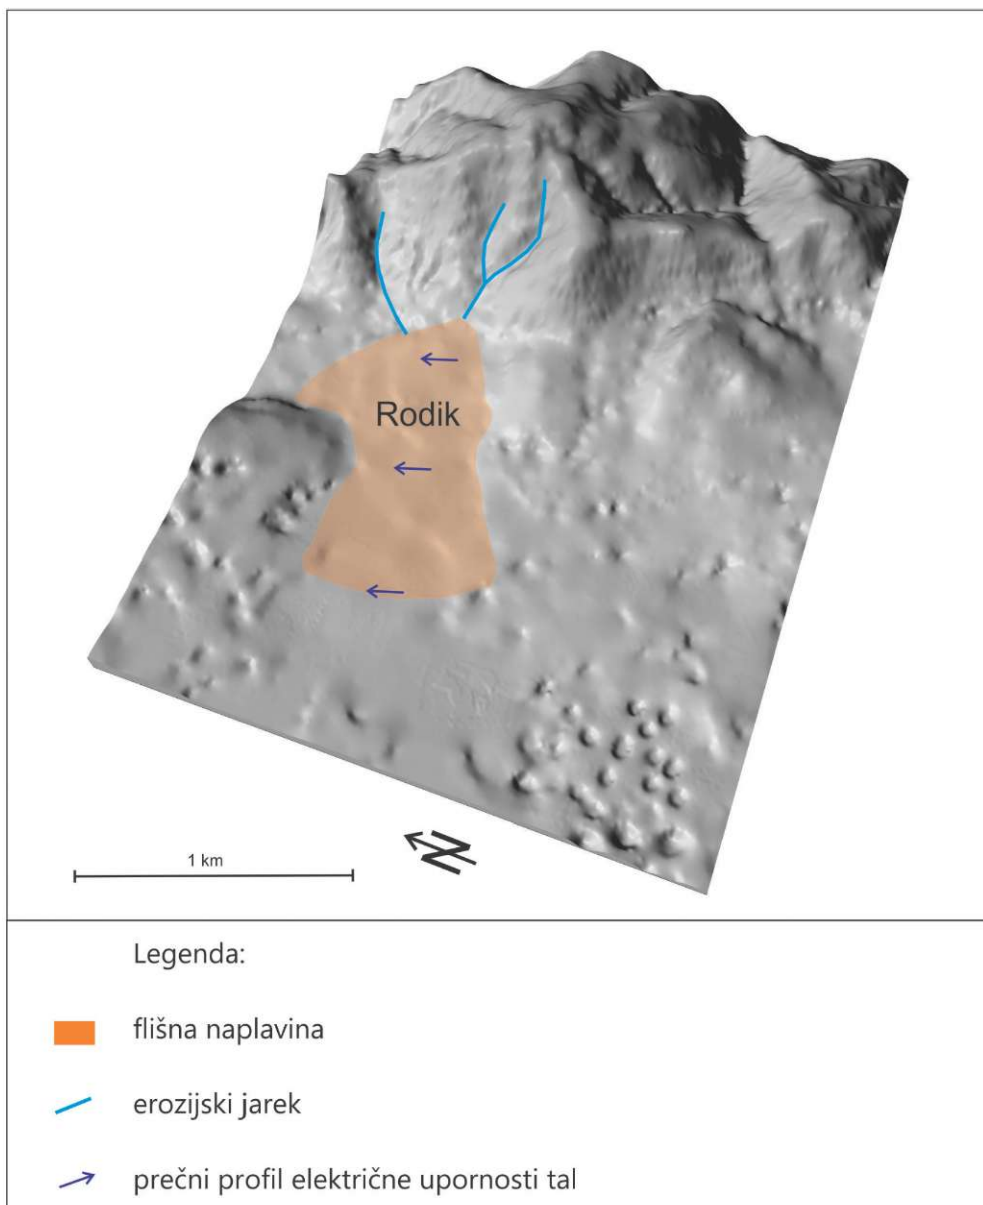 Rodik
1 km
N
Legenda:
flišna naplavina
erozijski jarek
prečni profil električne upornosti tal